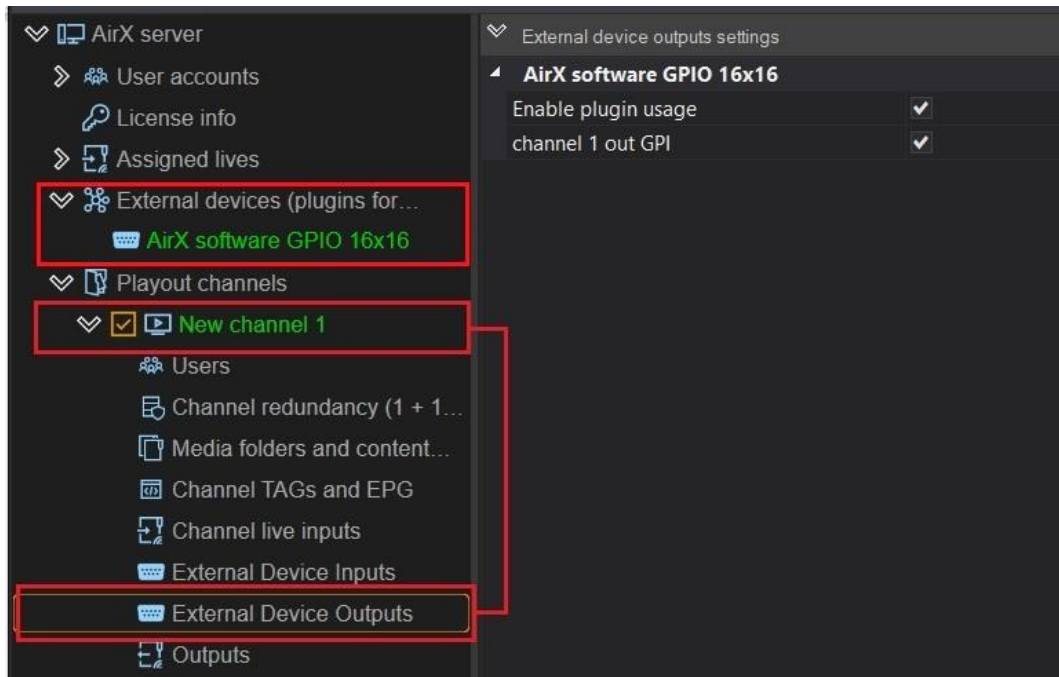 AirX server
User accounts
License info
Assigned lives
External devices (plugins for...
AirX software GPIO 16x16
Playout channels
New channel 1
Users
Channel redundancy (1 + 1...
Media folders and content...
Channel TAGs and EPG
Channel live inputs
External Device Inputs
External Device Outputs
Outputs
External device outputs settings
AirX software GPIO 16x16
Enable plugin usage
channel 1 out GPI